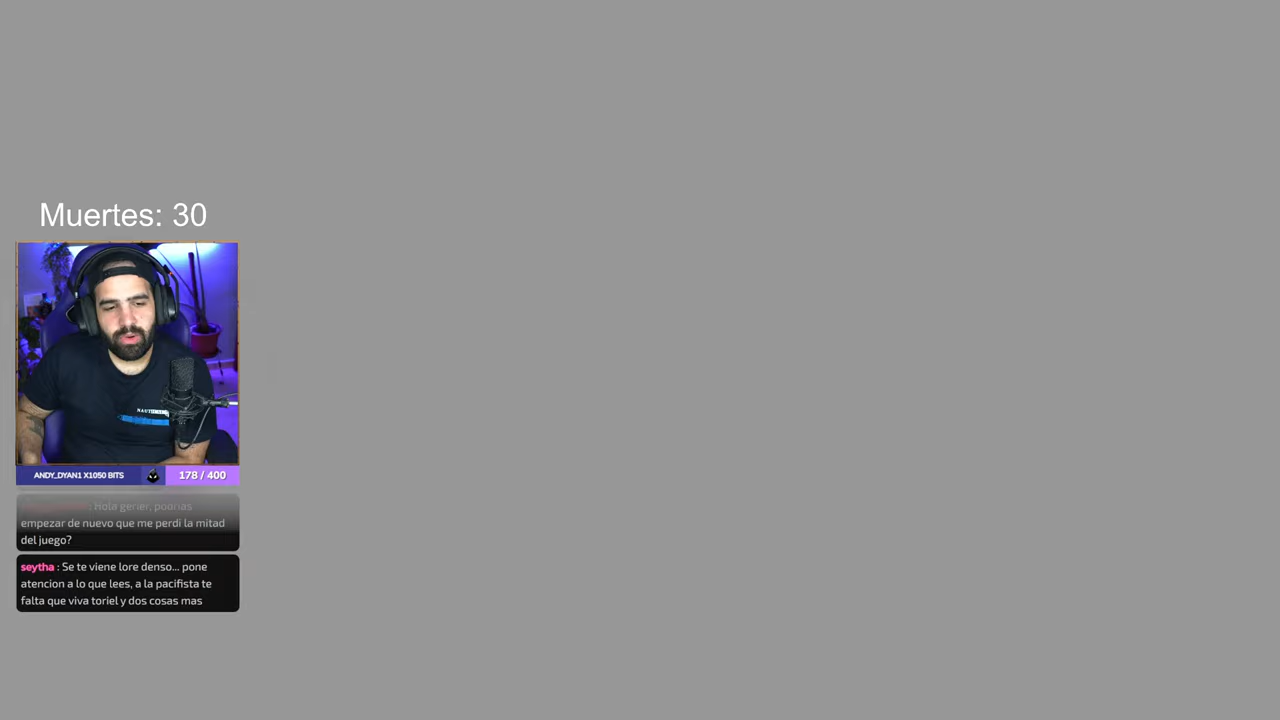 Muertes: 30
NAUTI
ANDY_DYAN1 X1050 BITS
178 / 400
: Hola gerier, podrias
empezar de nuevo que me perdi la mitad
del juego?
seytha : Se te viene lore denso... pone
atencion a lo que lees, a la pacifista te
falta que viva toriel y dos cosas mas